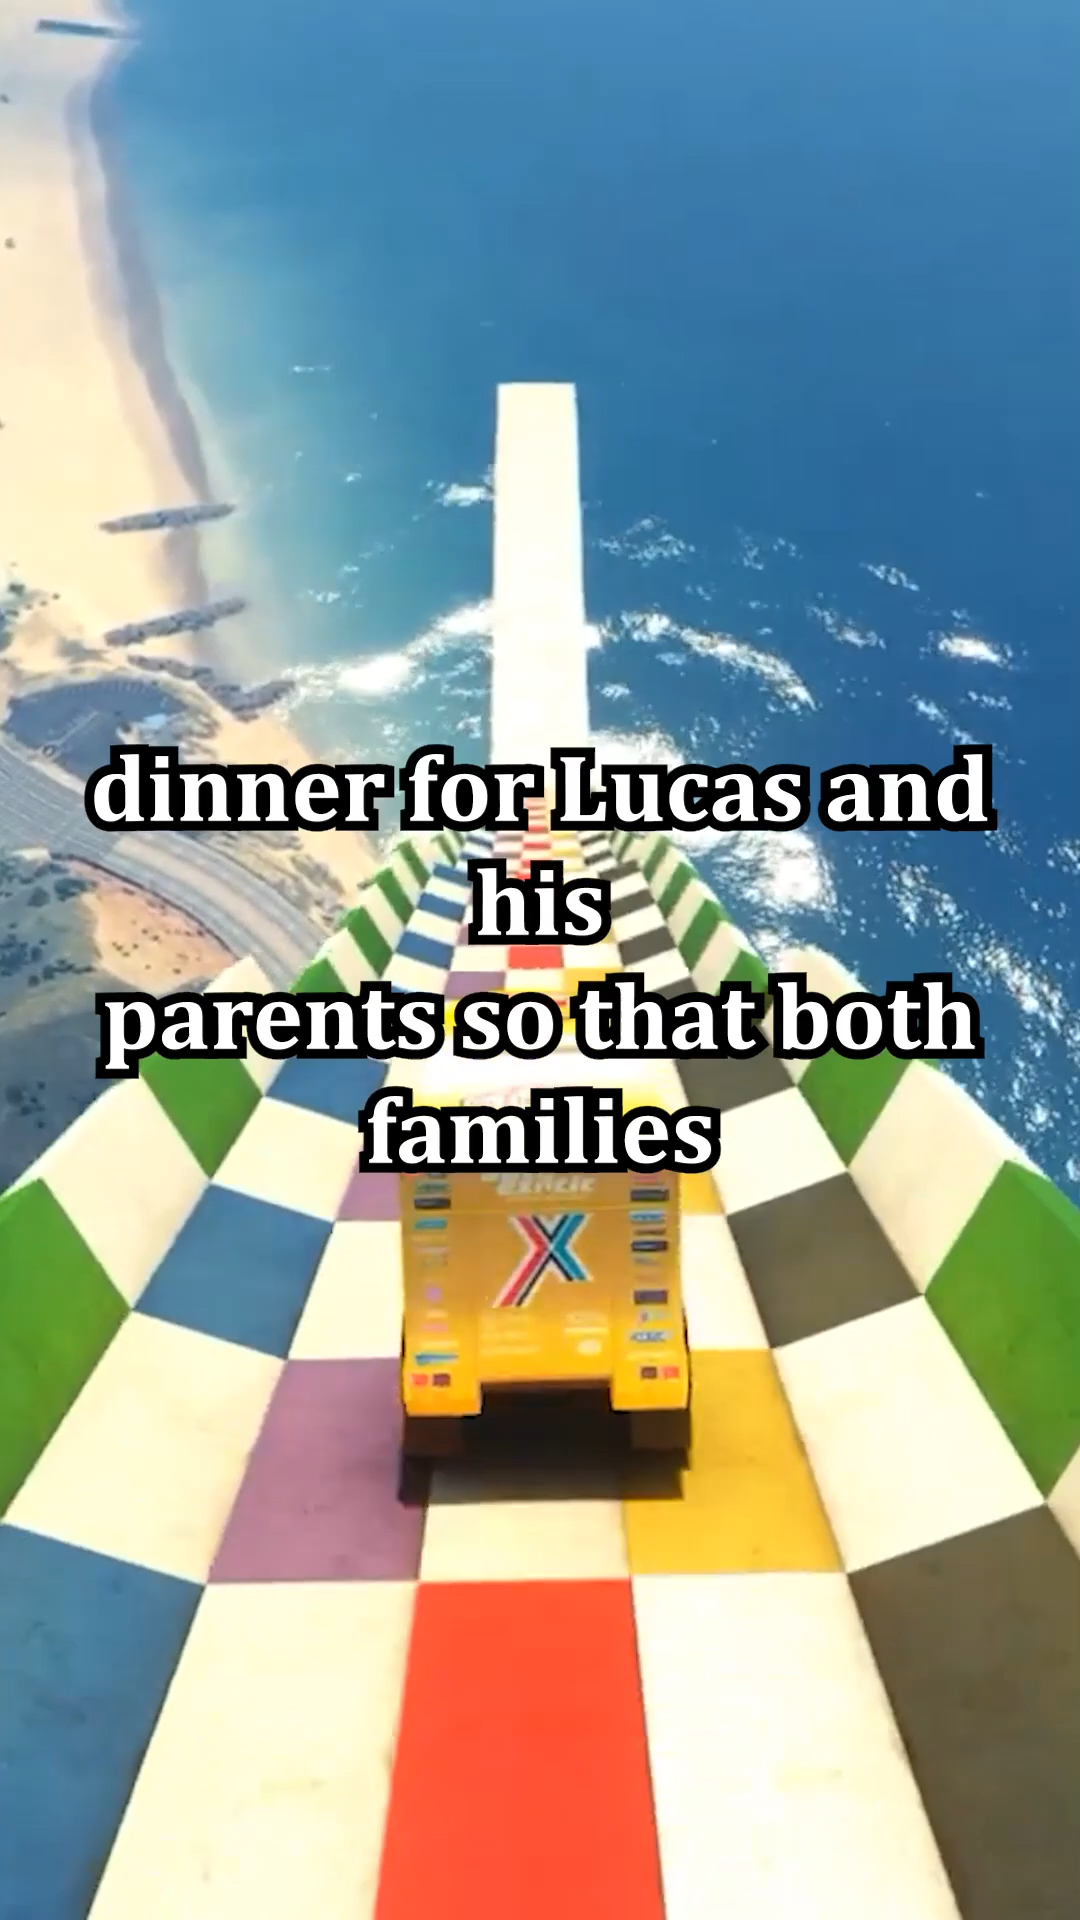 dinner for Lucas and
his
parents so that both
families
X